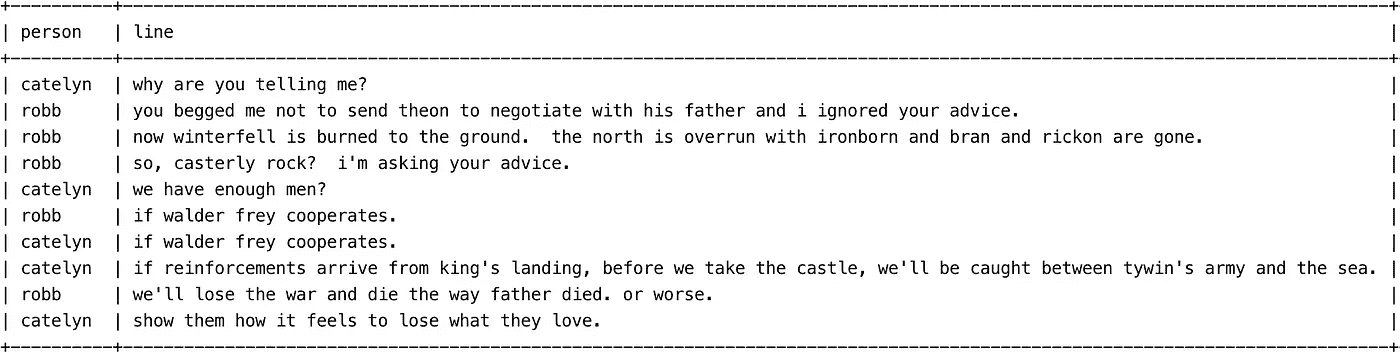 person line
catelyn why are you telling me?
robb you begged me not to send theon to negotiate with his father and i ignored your advice.
robb now winterfell is burned to the ground.  the north is overrun with ironborn and bran and rickon are gone.
robb so, casterly rock?  i'm asking your advice.
catelyn we have enough men?
robb if walder frey cooperates.
catelyn if walder frey cooperates.
catelyn if reinforcements arrive from king's landing, before we take the castle, we'll be caught between tywin's army and the sea.
robb we'll lose the war and die the way father died. or worse.
catelyn show them how it feels to lose what they love.